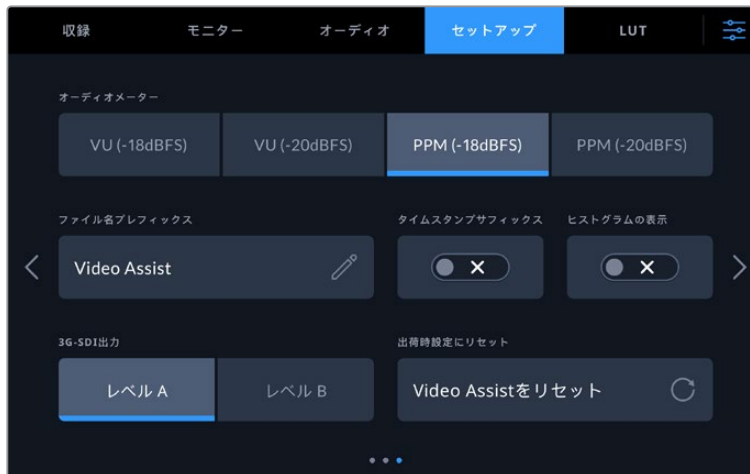 収録 モニター オーディオ セットアップ LUT
オーディオメーター
VU (-18dBFS) VU (-20dBFS) PPM (-18dBFS) PPM (-20dBFS)
ファイル名プレフィックス タイムスタンプサフィックス ヒストグラムの表示
Video Assist
3G-SDI出力 出荷時設定にリセット
レベル A レベル B Video Assistをリセット